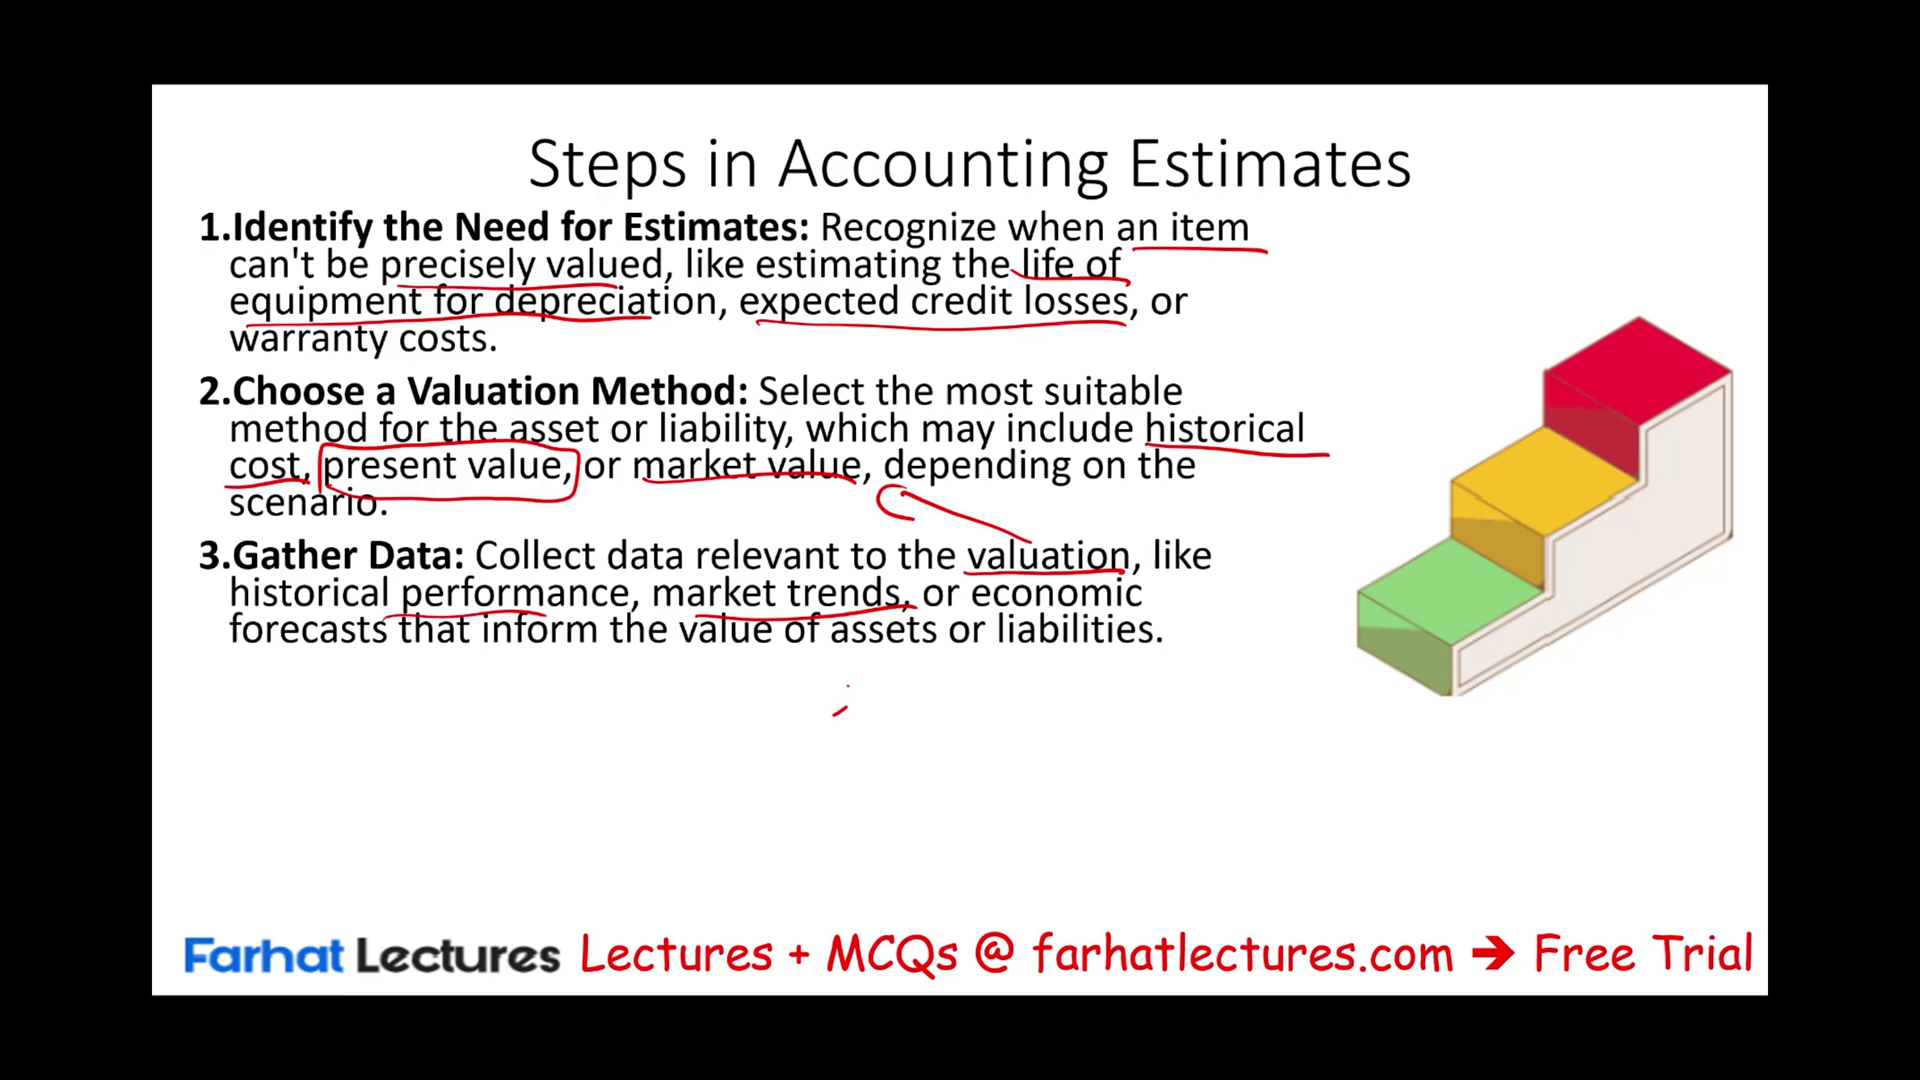 Steps in Accounting Estimates
1.Identify the Need for Estimates: Recognize when an item
can't be precisely valued, like estimating the life of
equipment for depreciation, expected credit losses, or
warranty costs.
2.Choose a Valuation Method: Select the most suitable
method for the asset or liability, which may include historical
cost, present value, or market value, depending on the
scenario.
3.Gather Data: Collect data relevant to the valuation, like
historical performance, market trends, or economic
forecasts that inform the value of assets or liabilities.
Farhat Lectures Lectures + MCQs @ farhatlectures.com → Free Trial